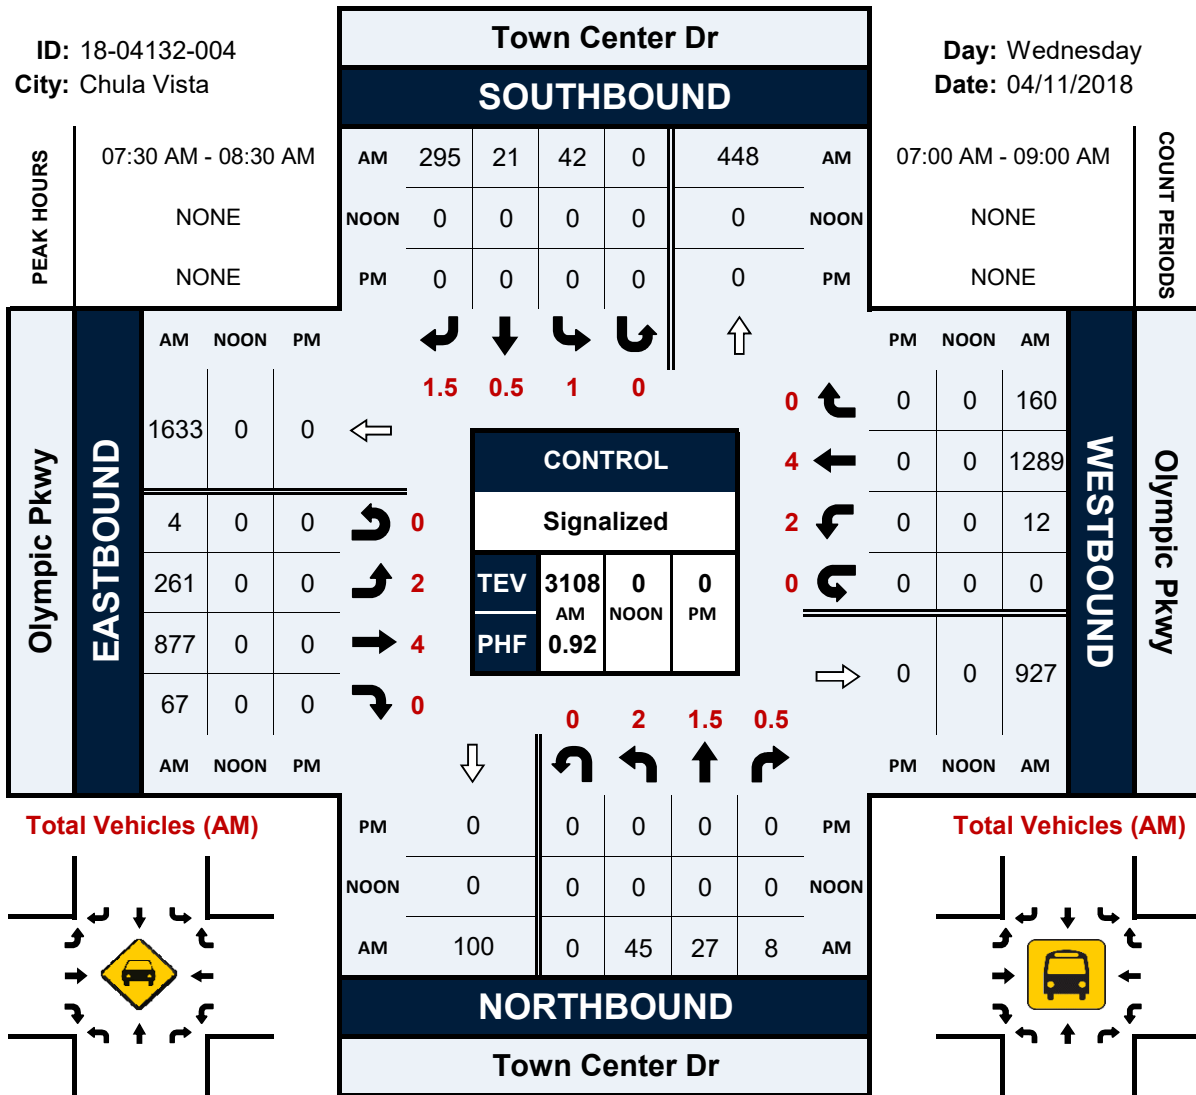 Town Center Dr
SOUTHBOUND
ID: 18-04132-004
City: Chula Vista
Day: Wednesday
Date: 04/11/2018
PEAK HOURS
07:30 AM - 08:30 AM
NONE
NONE
AM 295 21 42 0 448 AM
NOON 0 0 0 0 0 NOON
PM 0 0 0 0 0 PM
07:00 AM - 09:00 AM
NONE
NONE
COUNT PERIODS
1.5 0.5 1 0
Olympic Pkwy
EASTBOUND
AM NOON PM
1633 0 0
4 0 0 0
261 0 0 2
877 0 0 4
67 0 0 0
AM NOON PM
CONTROL
Signalized
TEV 3108 0 0
AM NOON PM
PHF 0.92
PM NOON AM
0 0 0 160
4 0 0 1289
2 0 0 12
0 0 0 0
0 0 927
PM NOON AM
WESTBOUND
Olympic Pkwy
0 2 1.5 0.5
PM 0 0 0 0 0 PM
NOON 0 0 0 0 0 NOON
AM 100 0 45 27 8 AM
NORTHBOUND
Town Center Dr
Total Vehicles (AM)
Total Vehicles (AM)